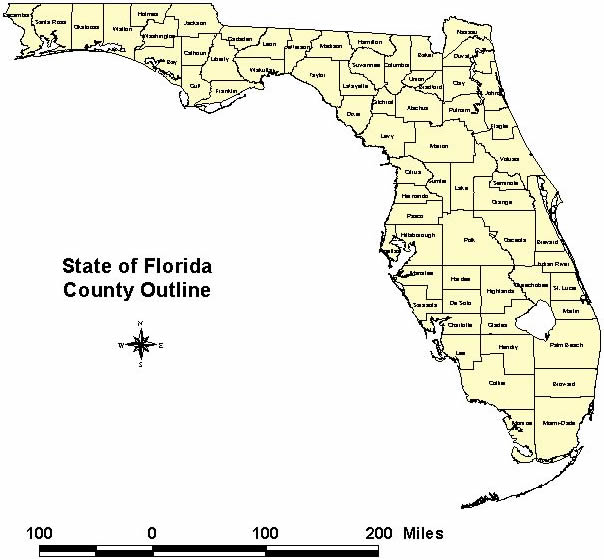 Escambia
Santa Rosa
Okaloosa
Walton
Holmes
Washington
Bay
Jackson
Calhoun
Gulf
Liberty
Gadsden
Franklin
Leon
Wakulla
Jefferson
Madison
Taylor
Hamilton
Suwannee
Lafayette
Dixie
Columbia
Gilchrist
Baker
Union
Bradford
Alachua
Levy
Nassau
Duval
Clay
St. Johns
Putnam
Flagler
Marion
Volusia
Citrus
Sumter
Lake
Seminole
Hernando
Orange
Pasco
Hillsborough
Pinellas
Polk
Osceola
Brevard
Indian River
Manatee
Hardee
Okeechobee
St. Lucie
Highlands
Sarasota
De Soto
Martin
Charlotte
Glades
Lee
Hendry
Palm Beach
Collier
Broward
Monroe
Miami-Dade
State of Florida
County Outline
N
W E
S
100 0 100 200 Miles